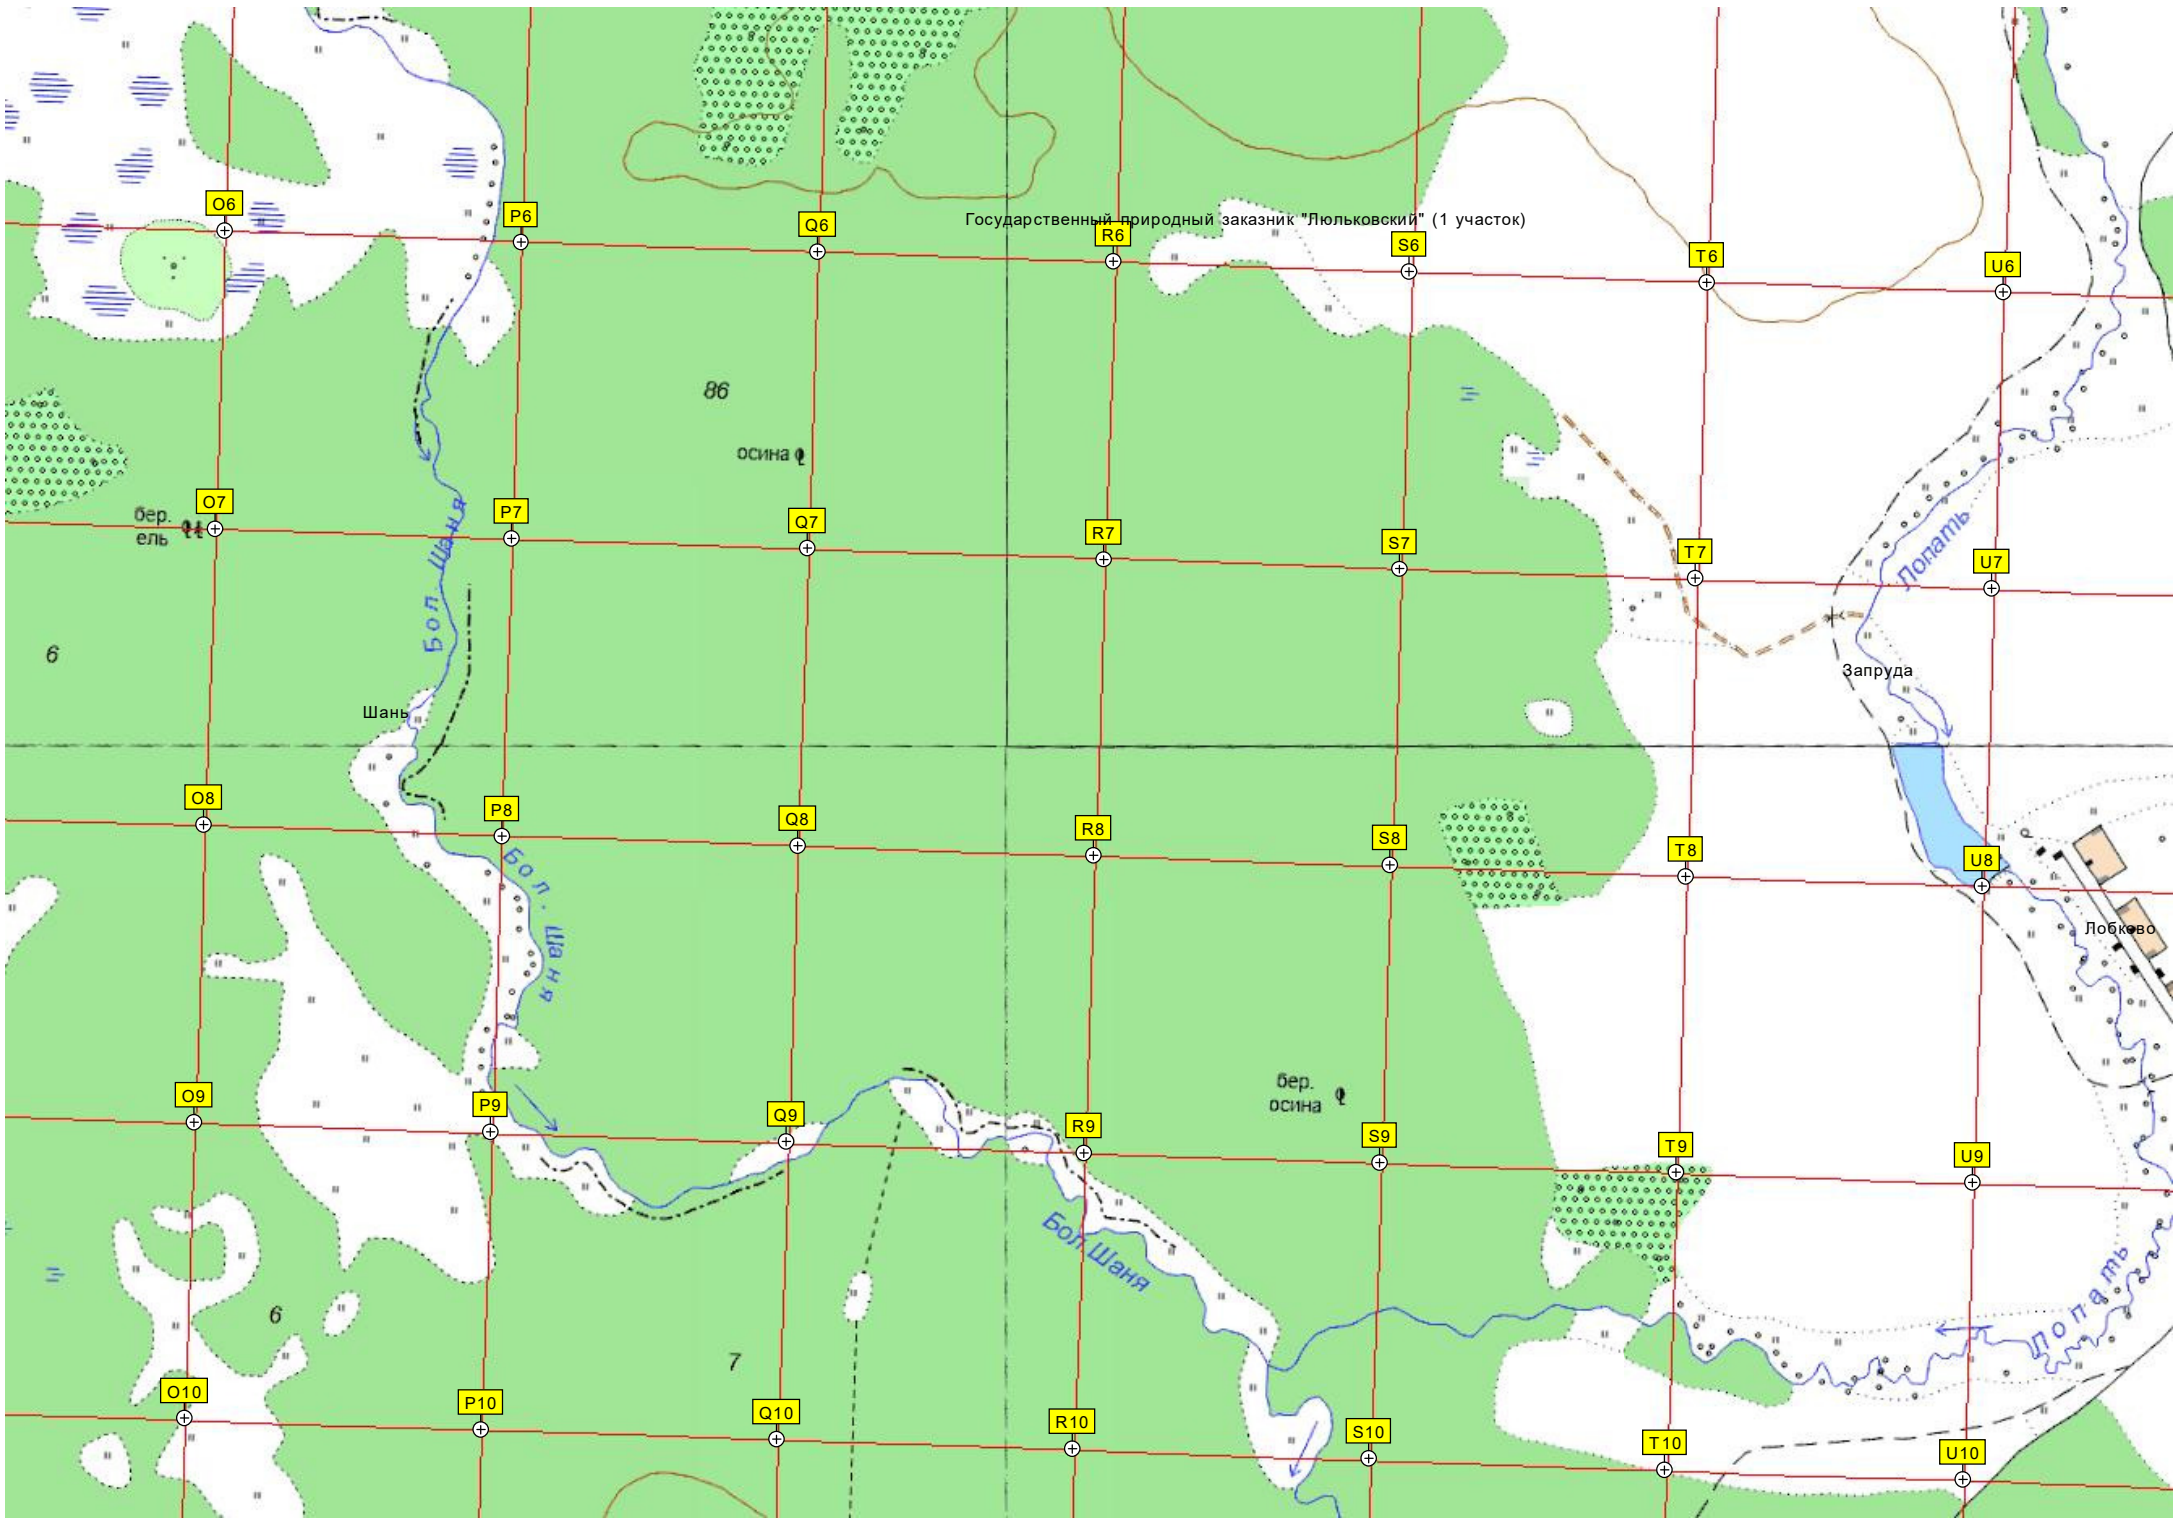 O6
P6
Q6
Государственный природный заказник "Люльковский" (1 участок)
R6
S6
T6
U6
86
осина
O7
P7
Q7
R7
S7
T7
U7
бер.
ель
Бол. Шаня
Лопать
6
Запруда
Шань
O8
P8
Q8
R8
S8
T8
U8
Бол. Шаня
Лобково
O9
P9
Q9
R9
S9
T9
U9
бер.
осина
Бол.Шаня
Лопать
6
7
O10
P10
Q10
R10
S10
T10
U10